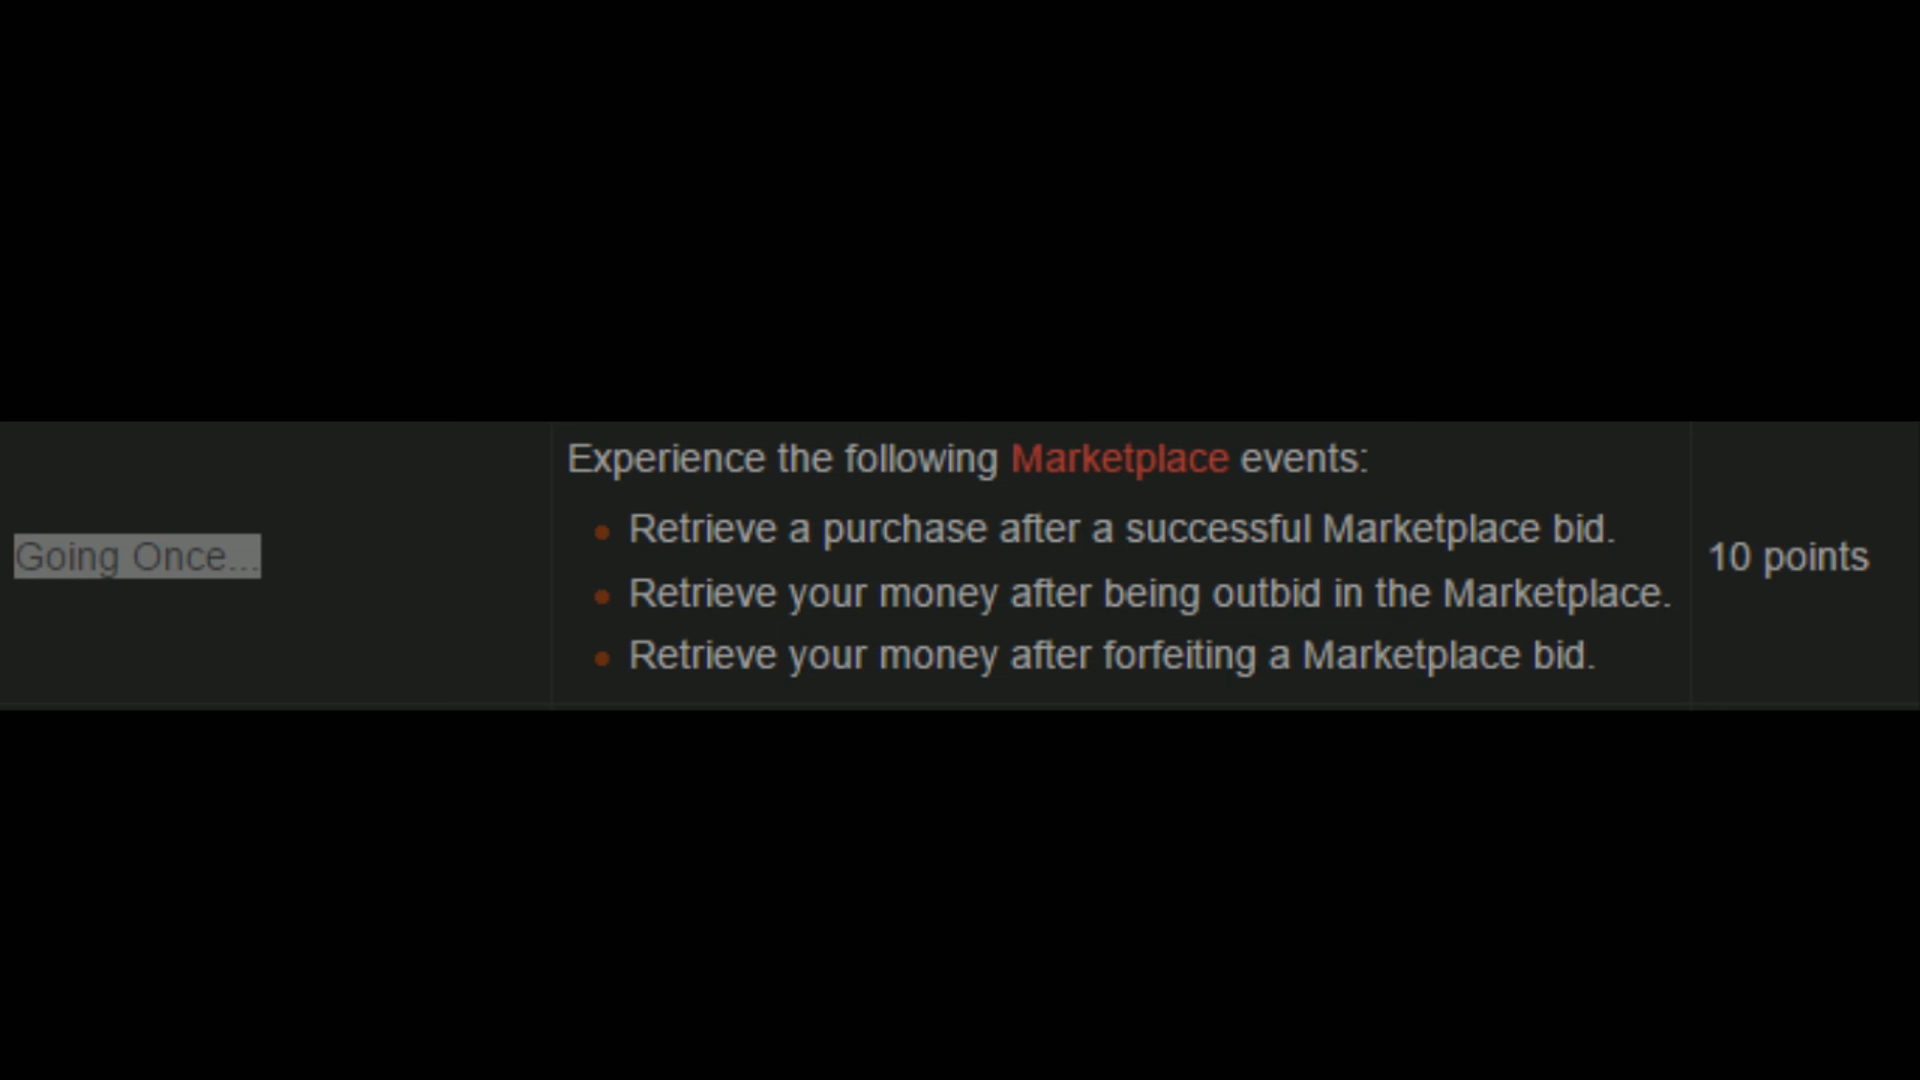 Experience the following Marketplace events:
Retrieve a purchase after a successful Marketplace bid.
Going Once...
10 points
Retrieve your money after being outbid in the Marketplace.
Retrieve your money after forfeiting a Marketplace bid.